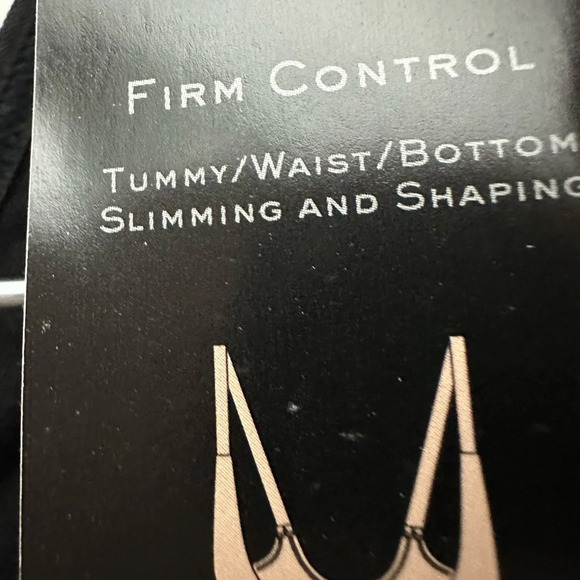 FIRM CONTROL
TUMMY/WAIST/BOTTOM
SLIMMING AND SHAPING